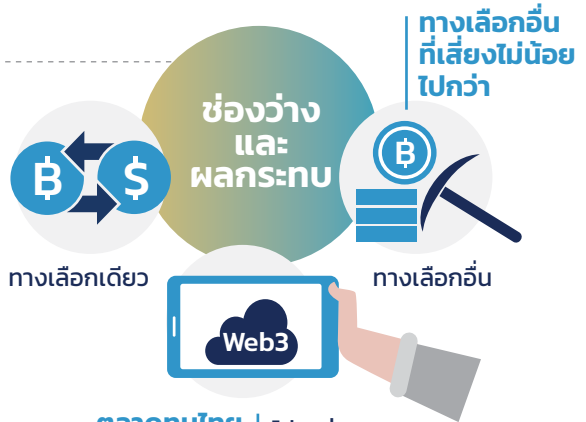 ทางเลือกอื่น
ที่เสี่ยงไม่น้อย
ไปกว่า
ช่องว่าง
และ
ผลกระทบ
฿ $
฿
ทางเลือกเดียว
ทางเลือกอื่น
Web3